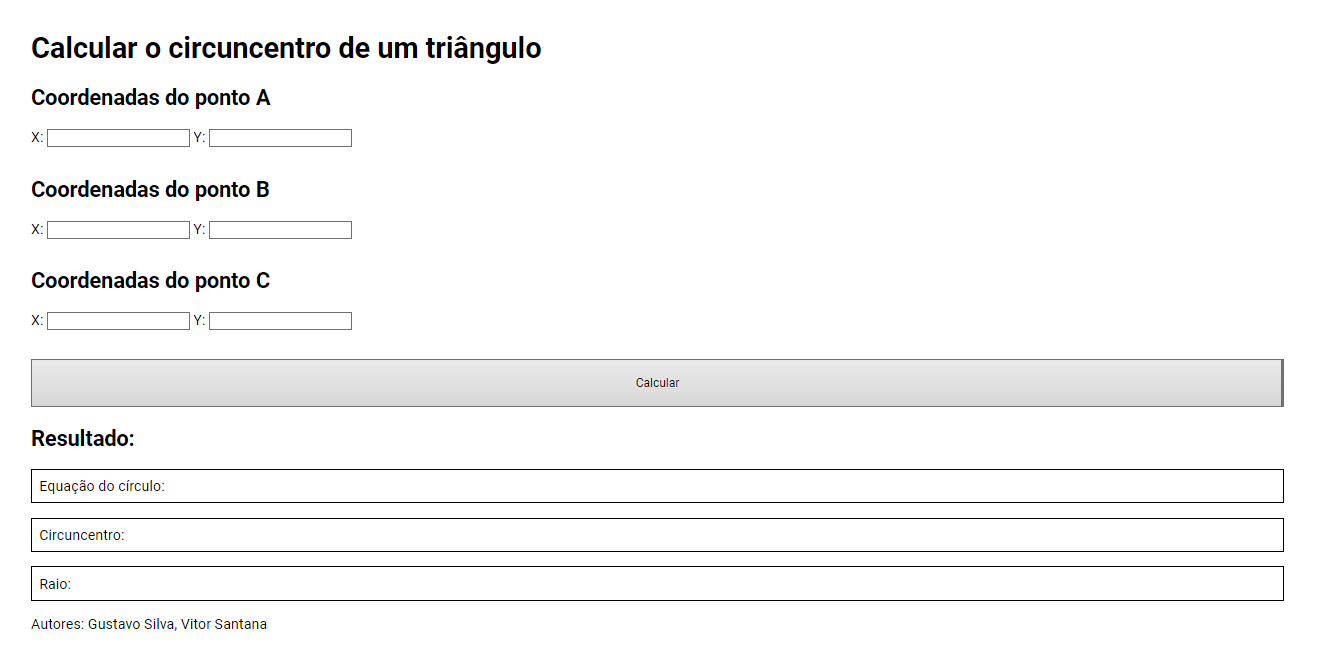 Calcular o circuncentro de um triângulo
Coordenadas do ponto A
X: Y:
Coordenadas do ponto B
X: Y:
Coordenadas do ponto C
X: Y:
Calcular
Resultado:
Equação do círculo:
Circuncentro:
Raio:
Autores: Gustavo Silva, Vitor Santana